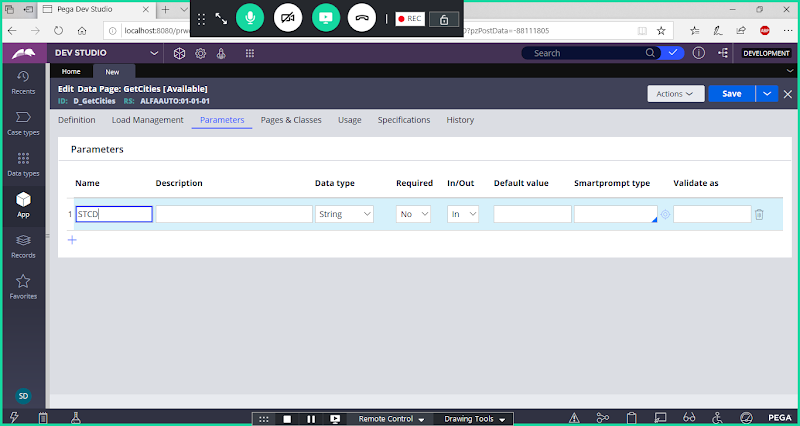 Pega Dev Studio
REC
localhost:8080/prw
0?pzPostData=-88111805
ABP
DEV STUDIO
Search
DEVELOPMENT
Home
New
Recents
Case types
Data types
App
Records
Favorites
SD
Edit Data Page: GetCities [Available]
ID: D_GetCities RS: ALFAAUTO:01-01-01
Actions
Save
Definition Load Management Parameters Pages & Classes Usage Specifications History
Parameters
Name Description Data type Required In/Out Default value Smartprompt type Validate as
1 STCD String No In
Remote Control
Drawing Tools
PEGA